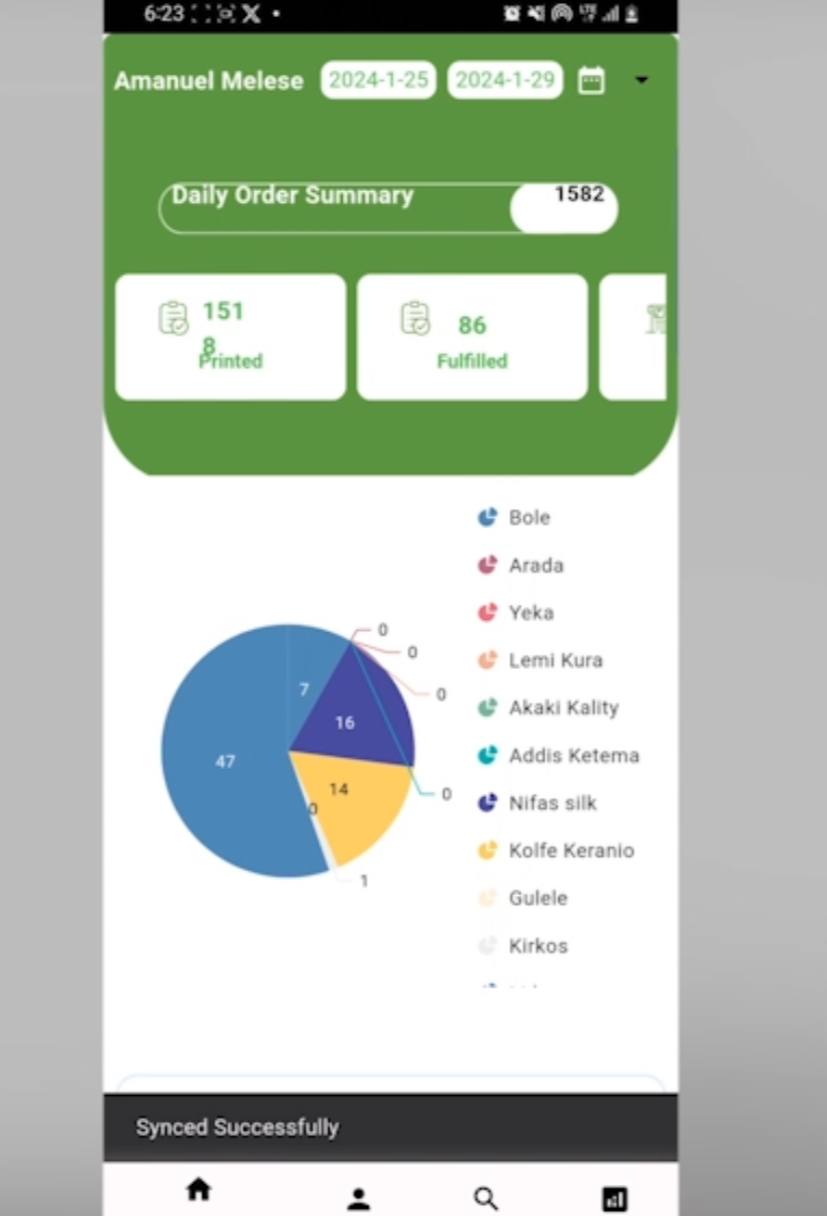 6:23
Amanuel Melese 2024-1-25 2024-1-29
Daily Order Summary 1582
151
8
Printed
86
Fulfilled
Bole
Arada
Yeka
Lemi Kura
Akaki Kality
Addis Ketema
Nifas silk
Kolfe Keranio
Gulele
Kirkos
0
0
0
7
16
47
14
0
0
1
Synced Successfully